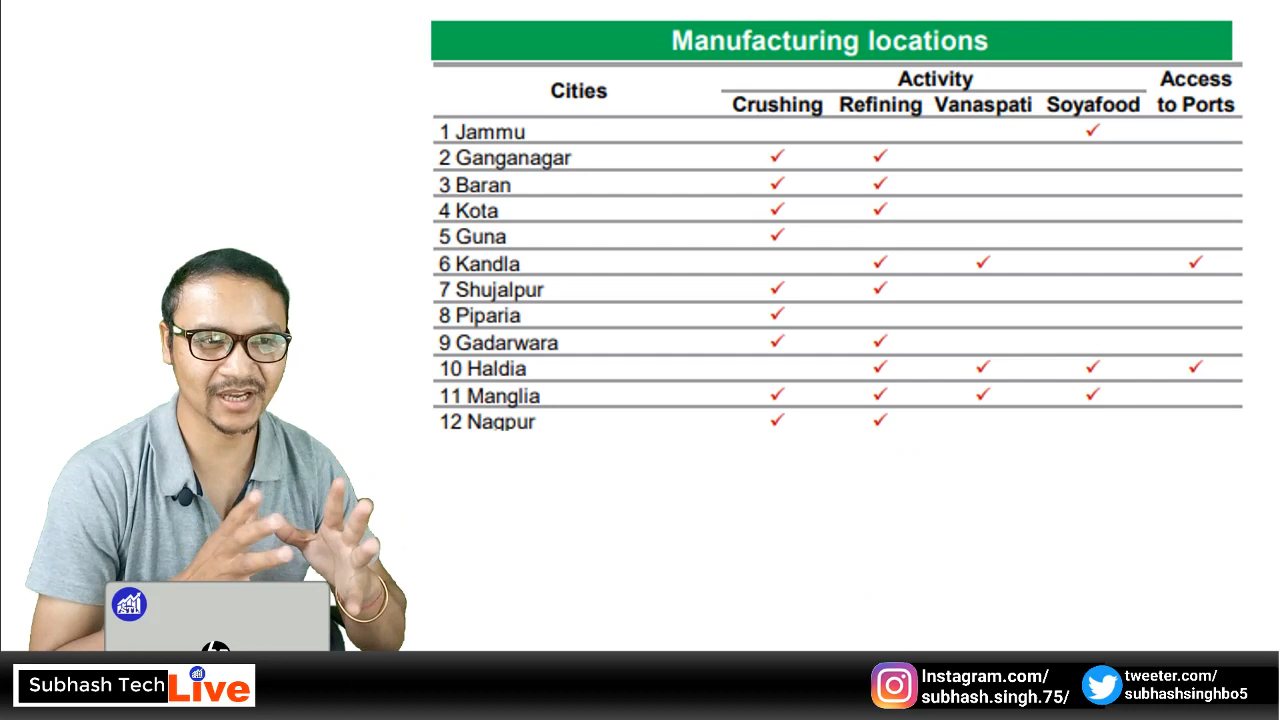 Manufacturing locations
Cities Activity Access to Ports
Crushing Refining Vanaspati Soyafood
1 Jammu ✓
2 Ganganagar ✓ ✓
3 Baran ✓ ✓
4 Kota ✓ ✓
5 Guna ✓
6 Kandla ✓ ✓ ✓
7 Shujalpur ✓ ✓
8 Piparia ✓
9 Gadarwara ✓ ✓
10 Haldia ✓ ✓ ✓ ✓
11 Manglia ✓ ✓ ✓ ✓
12 Nagpur ✓ ✓
STL
Subhash Tech Live
Instagram.com/
subhash.singh.75/
tweeter.com/
subhashsinghbo5